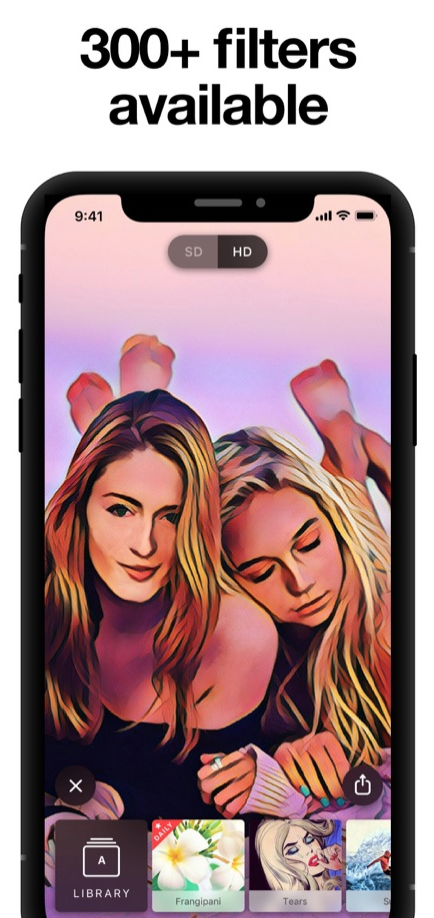 300+ filters
available
9:41
SD HD
DAILY
A
LIBRARY
Frangipani
Tears